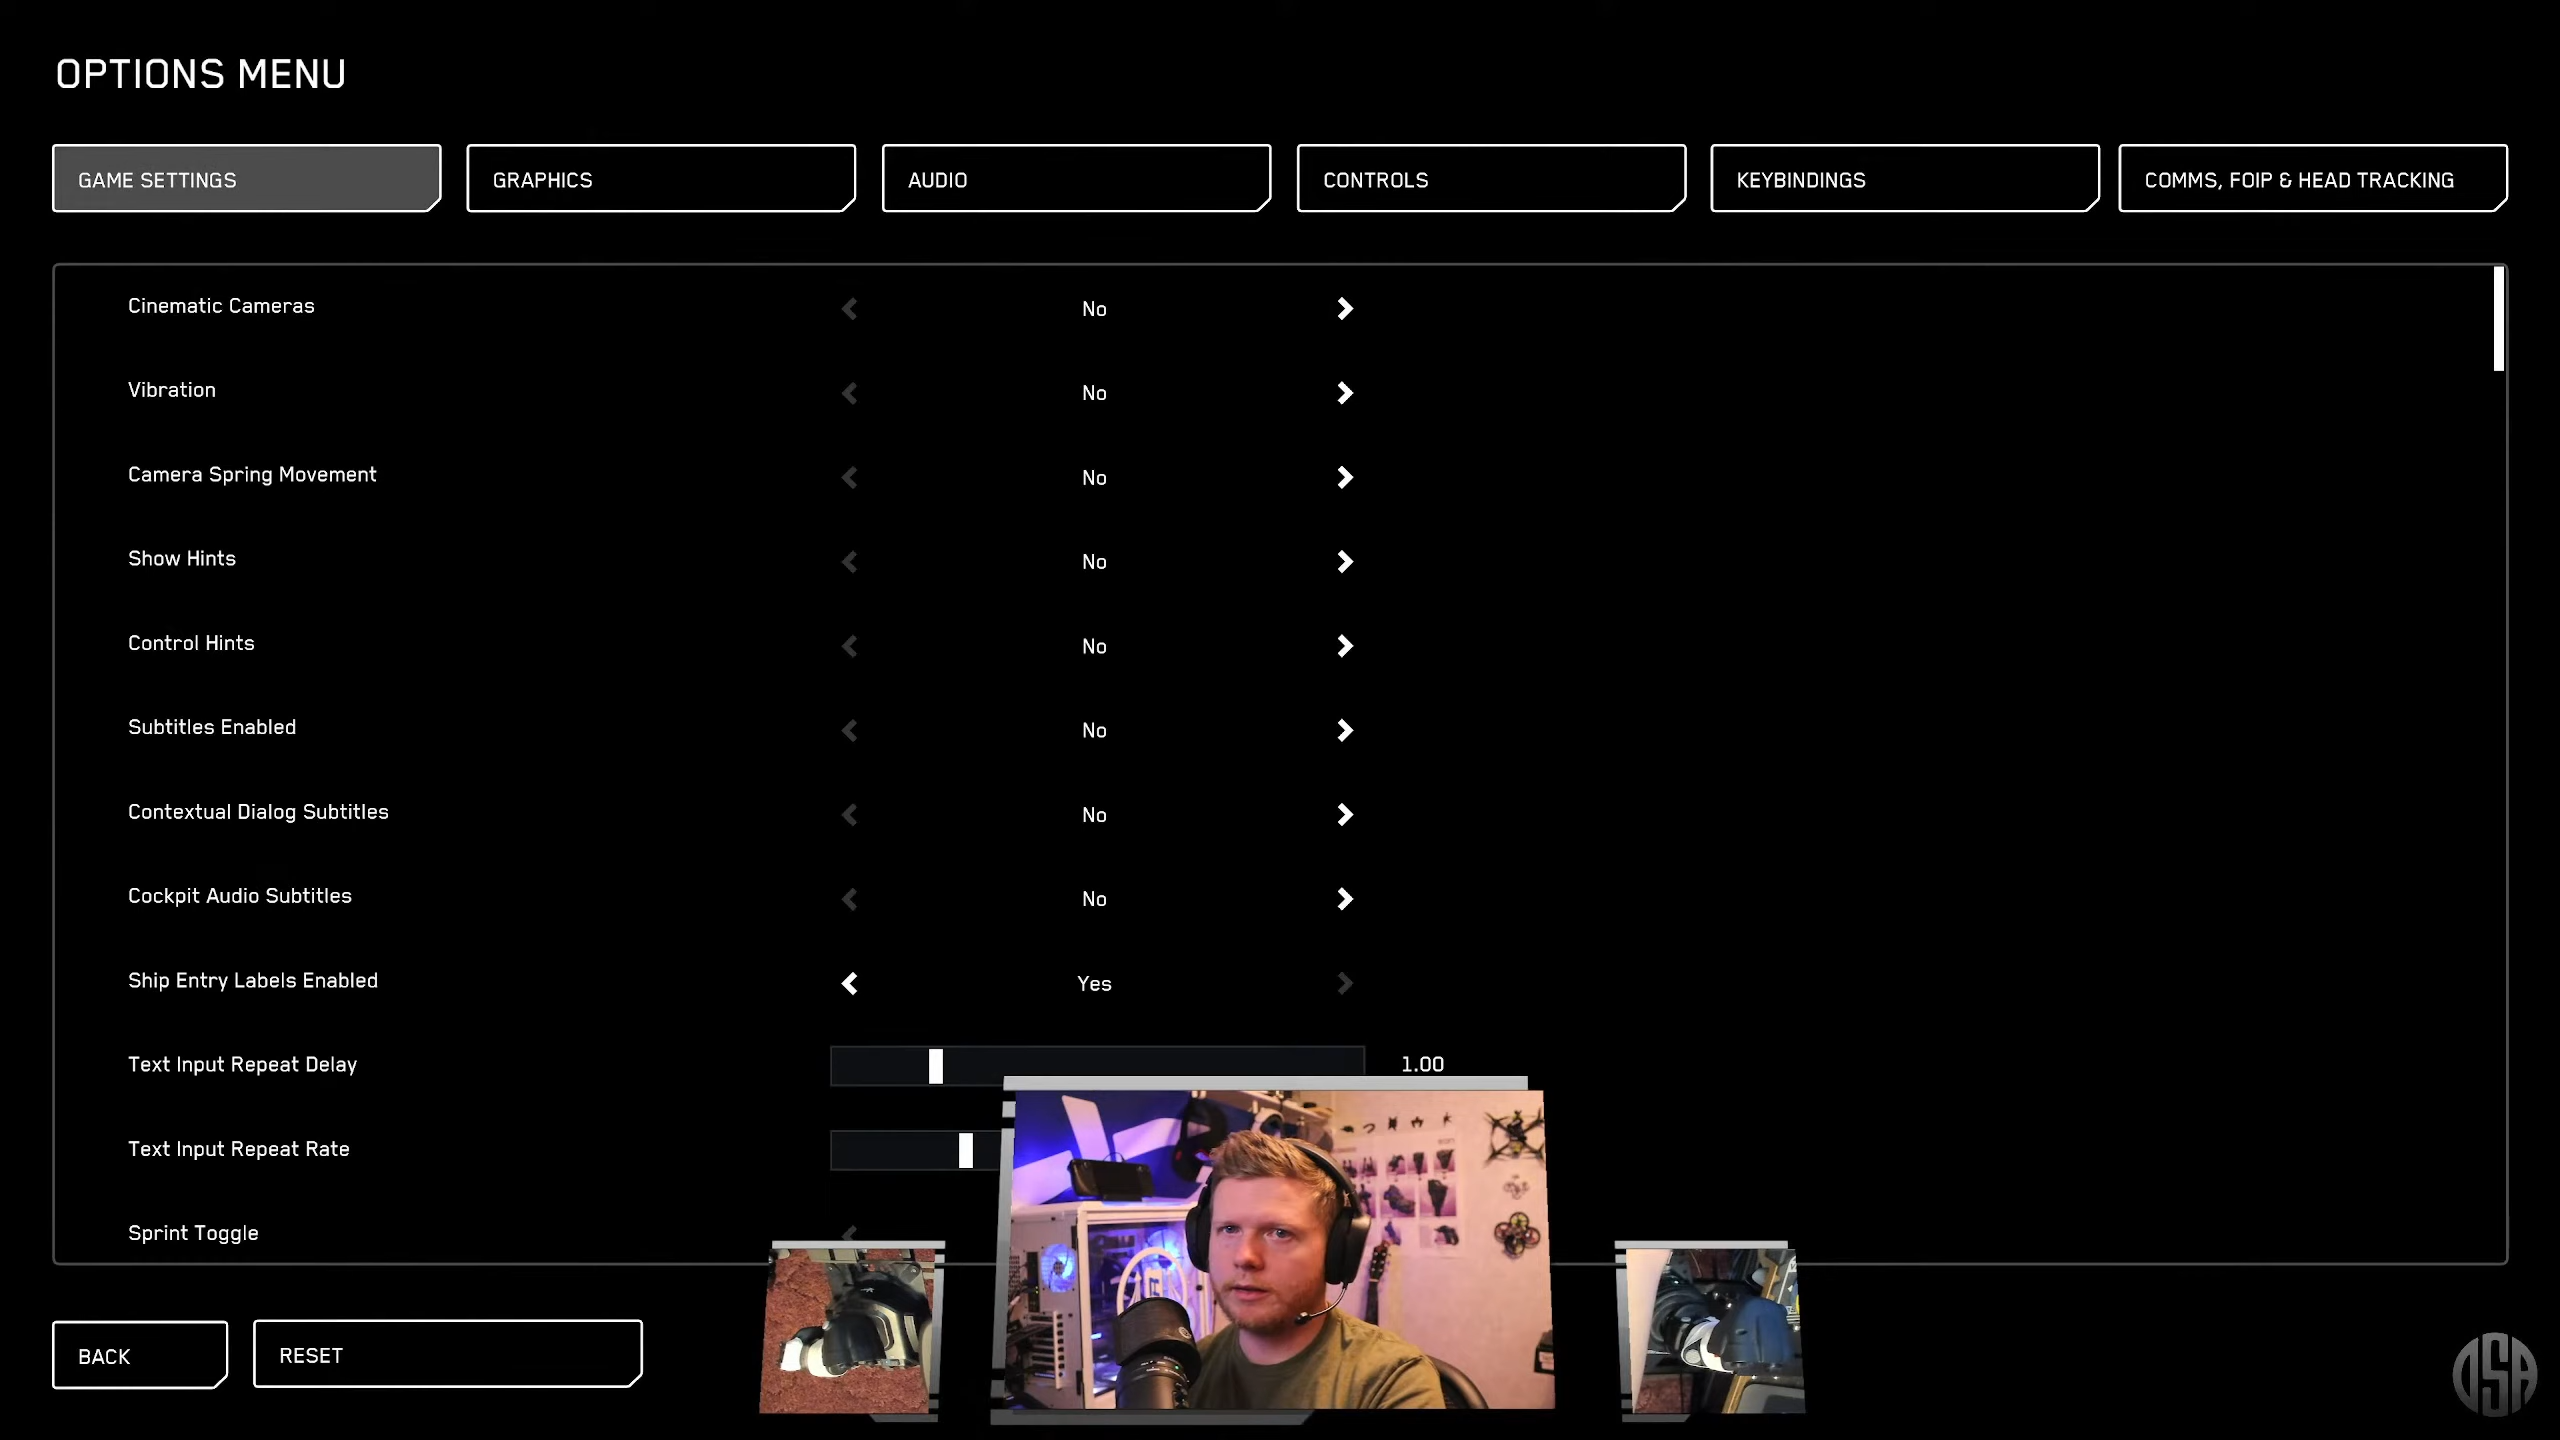 OPTIONS MENU
GAME SETTINGS
GRAPHICS
AUDIO
CONTROLS
KEYBINDINGS
COMMS, FOIP & HEAD TRACKING
Cinematic Cameras No
Vibration No
Camera Spring Movement No
Show Hints No
Control Hints No
Subtitles Enabled No
Contextual Dialog Subtitles No
Cockpit Audio Subtitles No
Ship Entry Labels Enabled Yes
Text Input Repeat Delay 1.00
Text Input Repeat Rate
Sprint Toggle
BACK
RESET
DSA